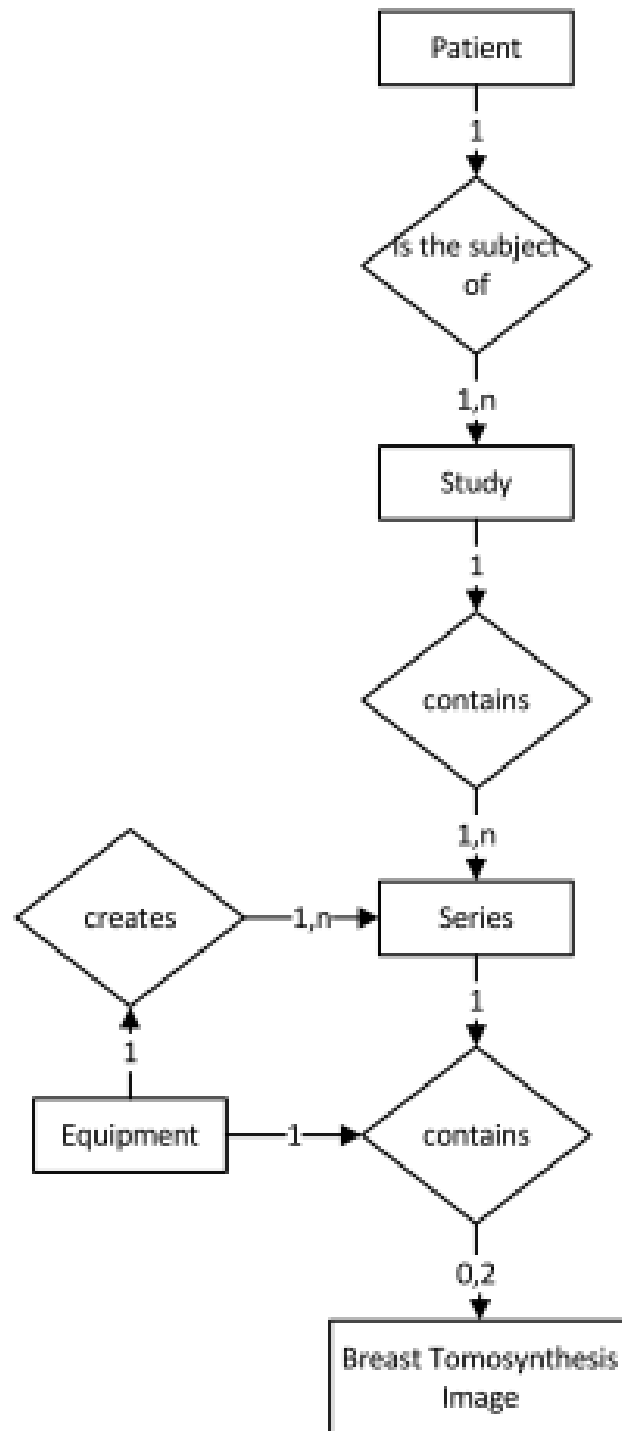 Patient
1
is the subject
of
1,n
Study
1
contains
1,n
creates
1,n
Series
1
1
Equipment
1
contains
0,2
Breast Tomosynthesis
Image